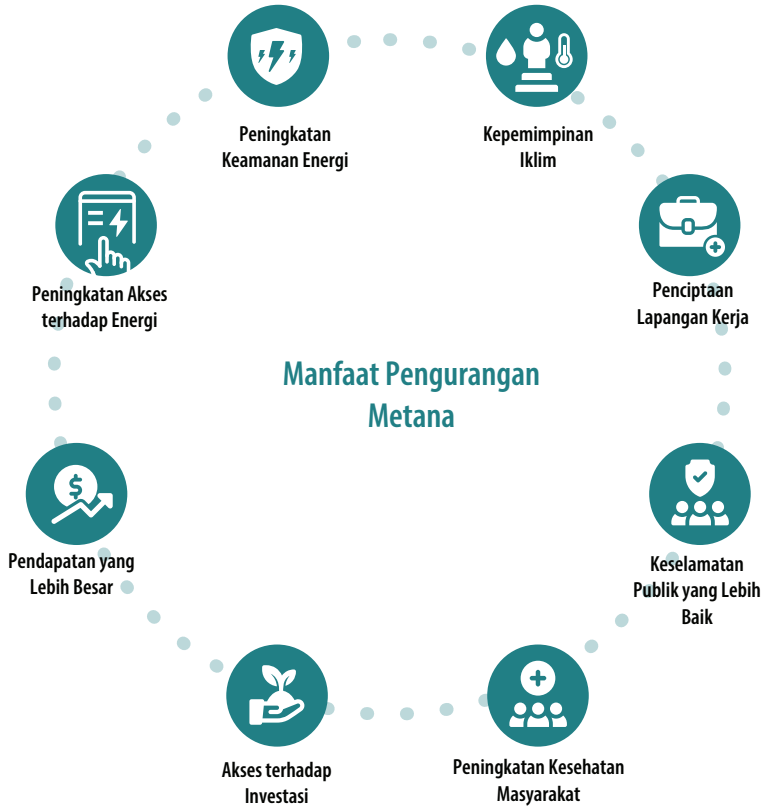 Peningkatan
Keamanan Energi
Kepemimpinan
Iklim
Peningkatan Akses
terhadap Energi
Penciptaan
Lapangan Kerja
Manfaat Pengurangan
Metana
Pendapatan yang
Lebih Besar
Keselamatan
Publik yang Lebih
Baik
Akses terhadap
Investasi
Peningkatan Kesehatan
Masyarakat